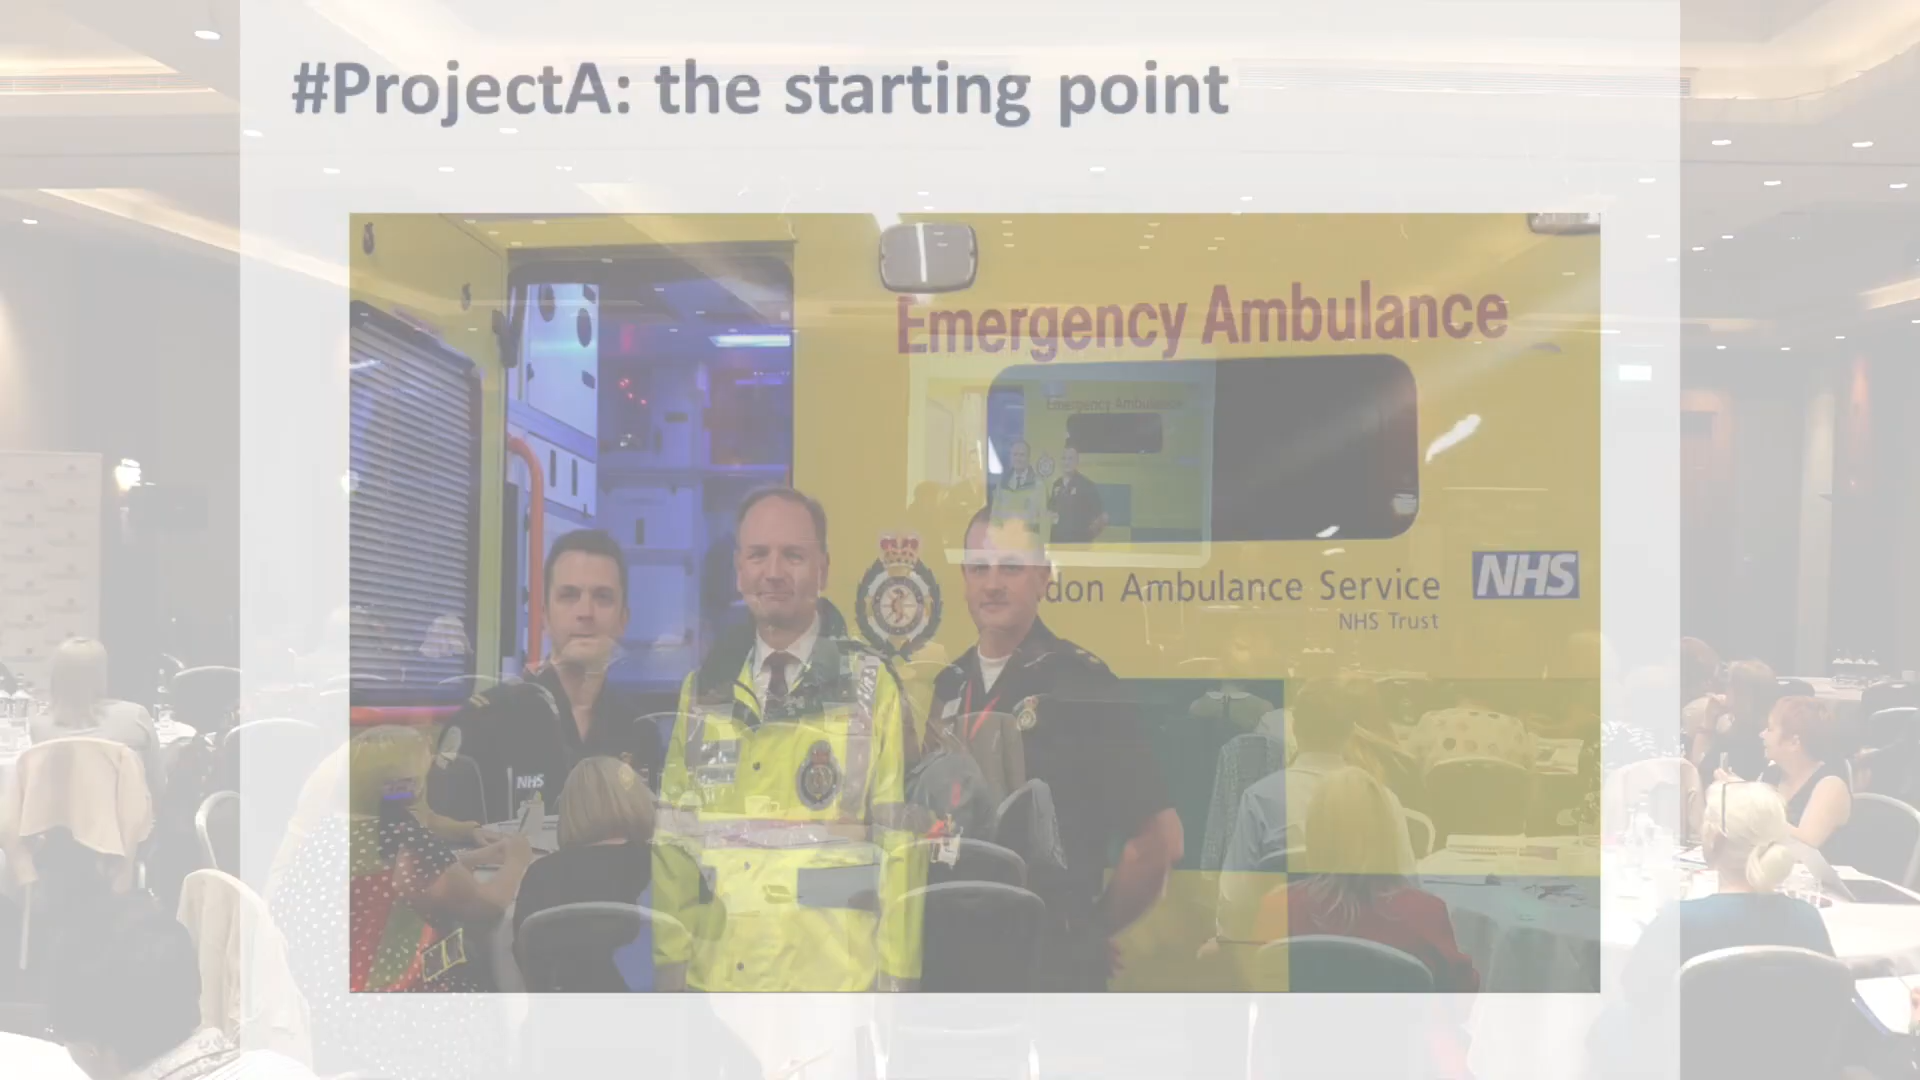 #ProjectA: the starting point
Emergency Ambulance
Emergency Ambulance
don Ambulance Service
NHS
NHS Trust
NHS